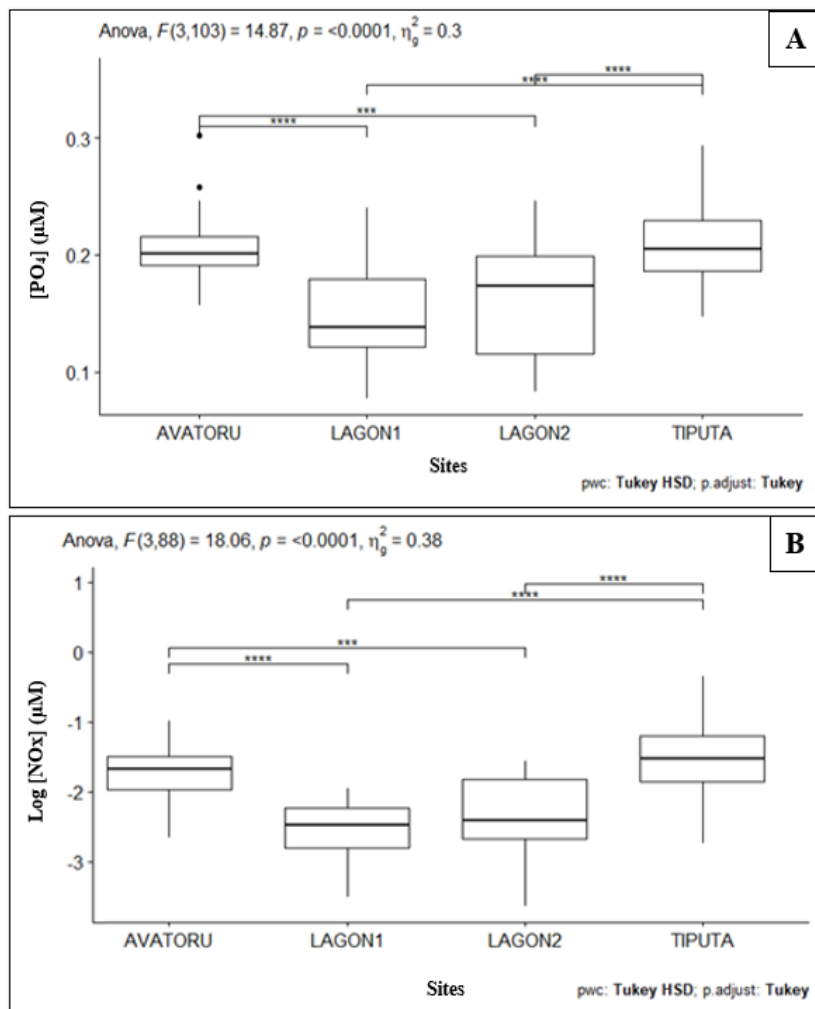 Anova, F(3,103) = 14.87, p = <0.0001, η²g = 0.3
A
****
****
***
****
0.3
0.2
0.1
[PO₄] (µM)
AVATORU LAGON1 LAGON2 TIPUTA
Sites
pwc: Tukey HSD; p.adjust: Tukey
Anova, F(3,88) = 18.06, p = <0.0001, η²g = 0.38
B
****
****
***
****
1
0
-1
-2
-3
Log [NOx] (µM)
AVATORU LAGON1 LAGON2 TIPUTA
Sites
pwc: Tukey HSD; p.adjust: Tukey